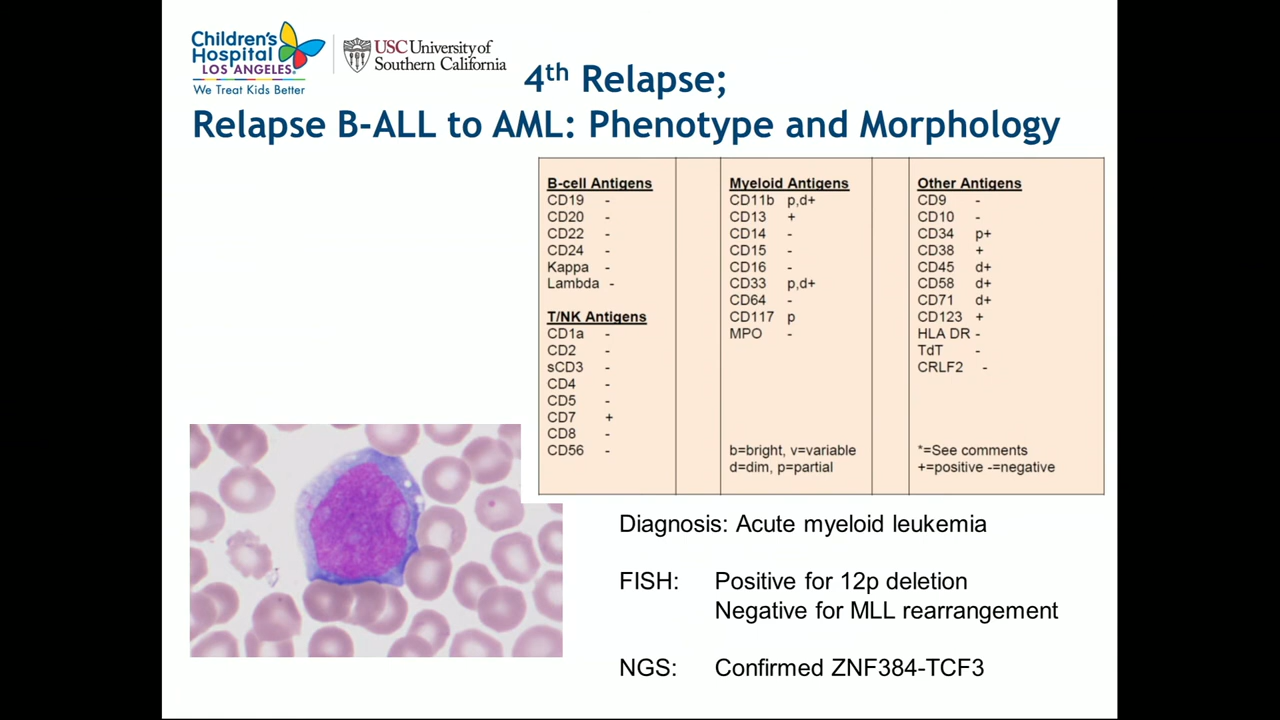 Children's
Hospital
LOS ANGELES
We Treat Kids Better
USC University of
Southern California
4th Relapse;
Relapse B-ALL to AML: Phenotype and Morphology
B-cell Antigens
CD19 -
CD20 -
CD22 -
CD24 -
Kappa -
Lambda -
T/NK Antigens
CD1a -
CD2 -
sCD3 -
CD4 -
CD5 -
CD7 +
CD8 -
CD56 -
Myeloid Antigens
CD11b p,d+
CD13 +
CD14 -
CD15 -
CD16 -
CD33 p,d+
CD64 -
CD117 p
MPO -
b=bright, v=variable
d=dim, p=partial
Other Antigens
CD9 -
CD10 -
CD34 p+
CD38 +
CD45 d+
CD58 d+
CD71 d+
CD123 +
HLA DR -
TdT -
CRLF2 -
*=See comments
+=positive -=negative
Diagnosis: Acute myeloid leukemia
FISH: Positive for 12p deletion
Negative for MLL rearrangement
NGS: Confirmed ZNF384-TCF3